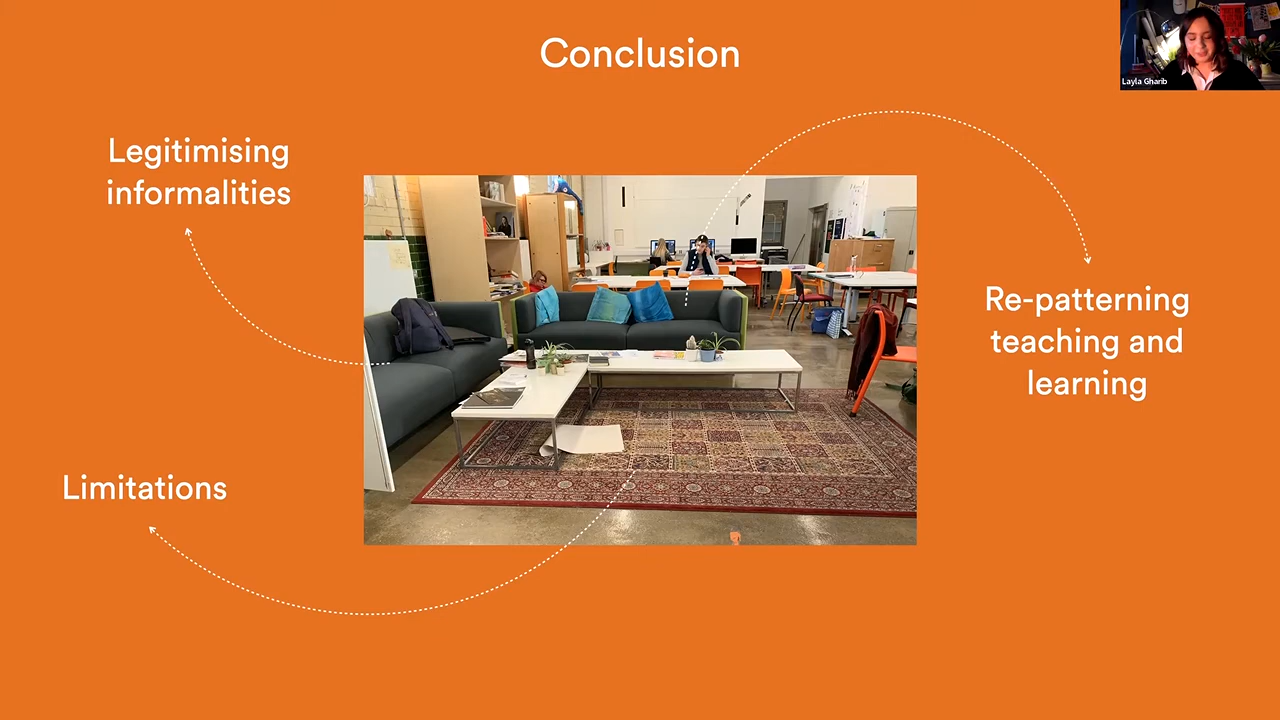 Conclusion
Layla Gharib
Legitimising
informalities
Re-patterning
teaching and
learning
Limitations